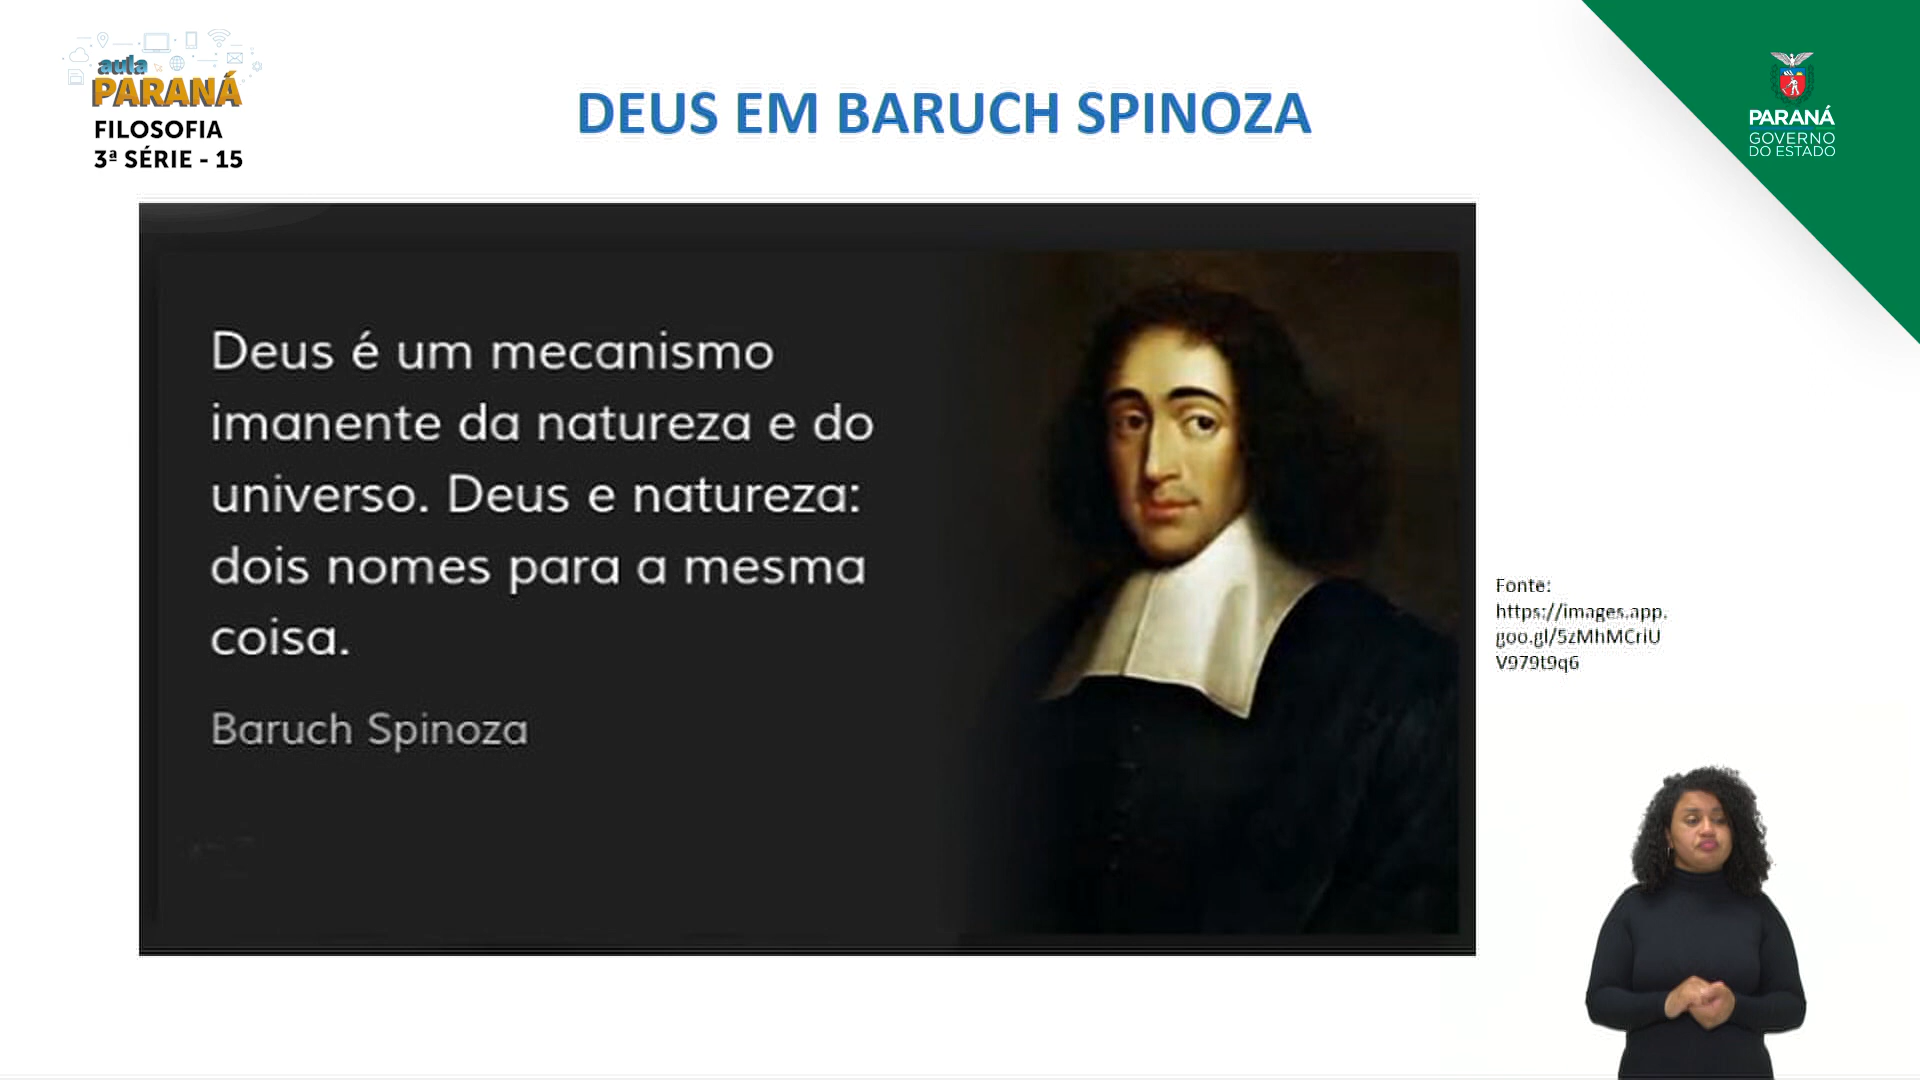 aula
PARANÁ
FILOSOFIA
3ª SÉRIE - 15
DEUS EM BARUCH SPINOZA
PARANÁ
GOVERNO
DO ESTADO
Deus é um mecanismo
imanente da natureza e do
universo. Deus e natureza:
dois nomes para a mesma
coisa.
Baruch Spinoza
Fonte:
https://images.app.
goo.gl/5zMhMCriU
V979t9q6